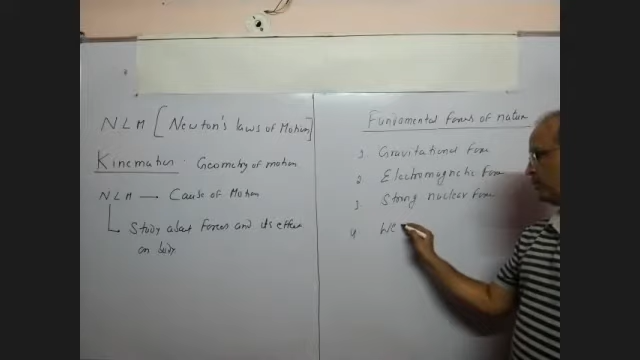 NLM [Newton's laws of Motion]
Kinematics - Geometry of motion
NLM — Cause of Motion
Study about forces and its effect
on body
Fundamental forces of nature
1 Gravitational Force
2 Electromagnetic Force
3. Strong nuclear Force
4 We